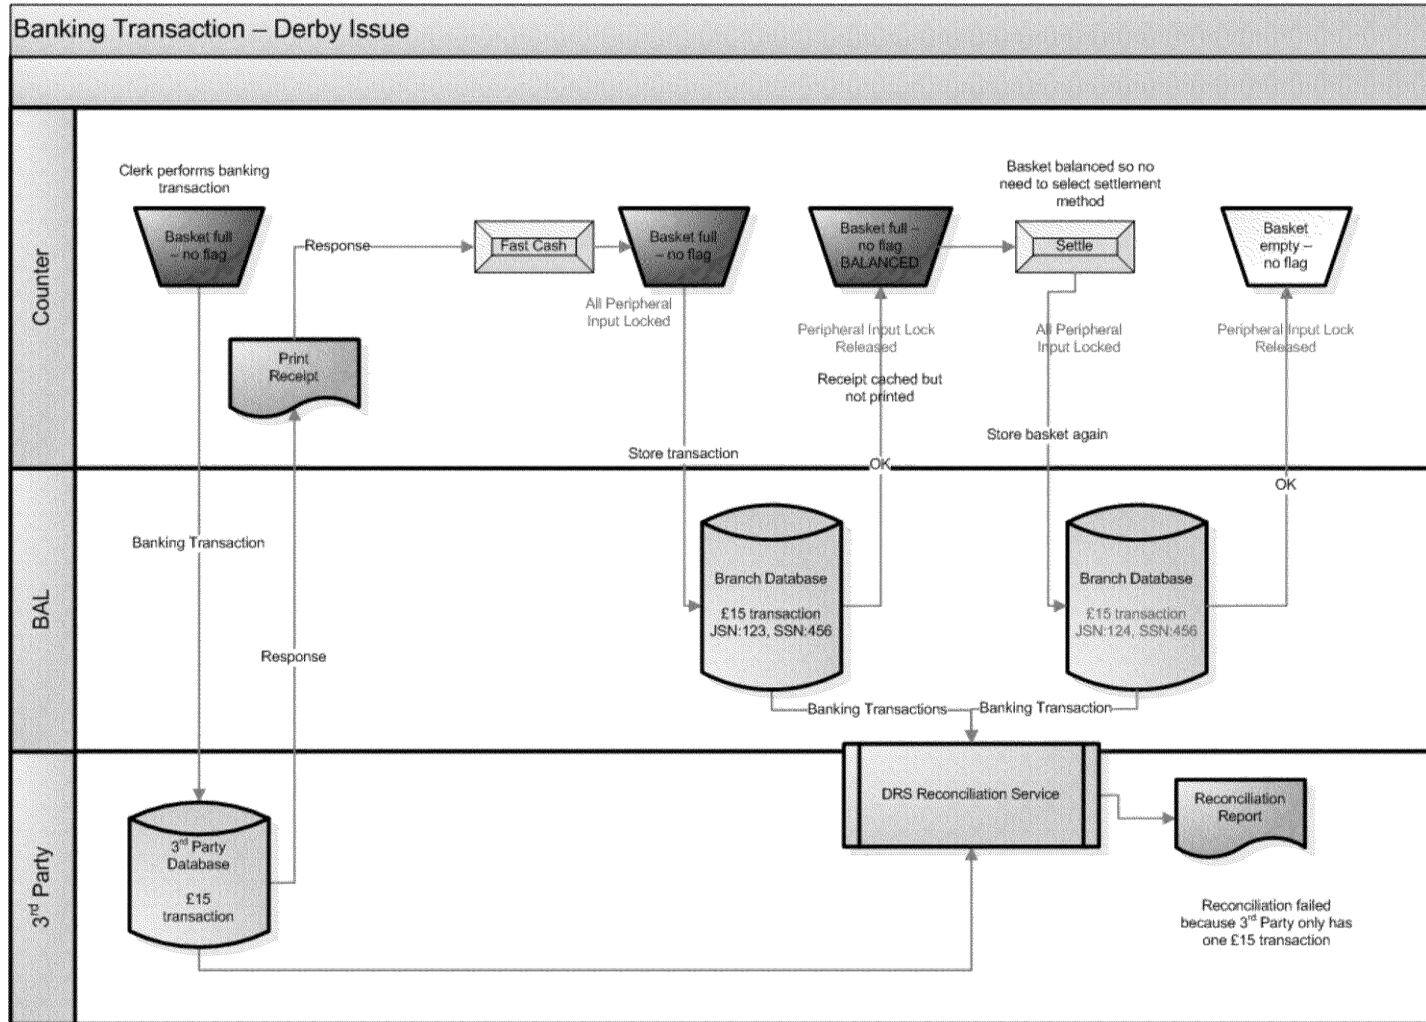 Banking Transaction – Derby Issue
Counter
Clerk performs banking
transaction
Basket full
– no flag
Response
Fast Cash
Basket full
– no flag
All Peripheral
Input Locked
Basket full –
no flag
BALANCED
Peripheral Input Lock
Released
Receipt cached but
not printed
Basket balanced so no
need to select settlement
method
Settle
All Peripheral
Input Locked
Basket
empty –
no flag
Peripheral Input Lock
Released
Print
Receipt
Store transaction
OK
Store basket again
OK
BAL
Banking Transaction
Response
Branch Database
£15 transaction
JSN:123, SSN:456
Branch Database
£15 transaction
JSN:124, SSN:456
Banking Transactions
Banking Transaction
3rd Party
3rd Party
Database
£15
transaction
DRS Reconciliation Service
Reconciliation
Report
Reconciliation failed
because 3rd Party only has
one £15 transaction